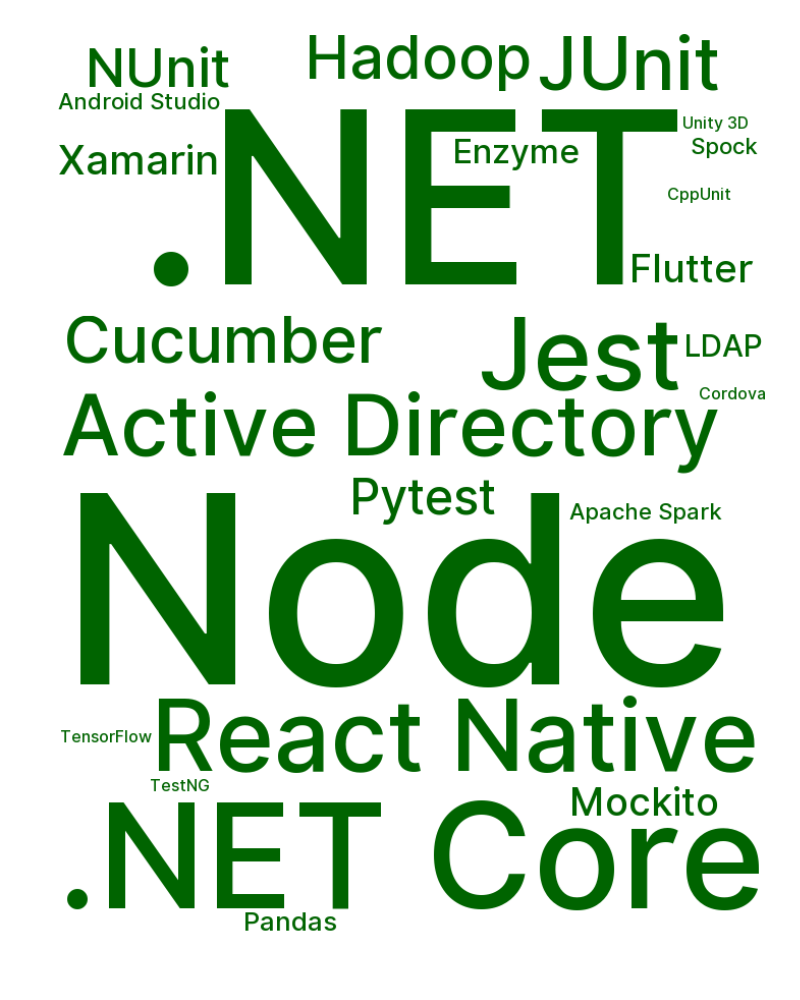 Hadoop
JUnit
NUnit
Android Studio
.NET
Unity 3D
Spock
Enzyme
Xamarin
CppUnit
Flutter
Cucumber
Jest
LDAP
Cordova
Active Directory
Pytest
Apache Spark
Node
React Native
TensorFlow
TestNG
Mockito
.NET Core
Pandas